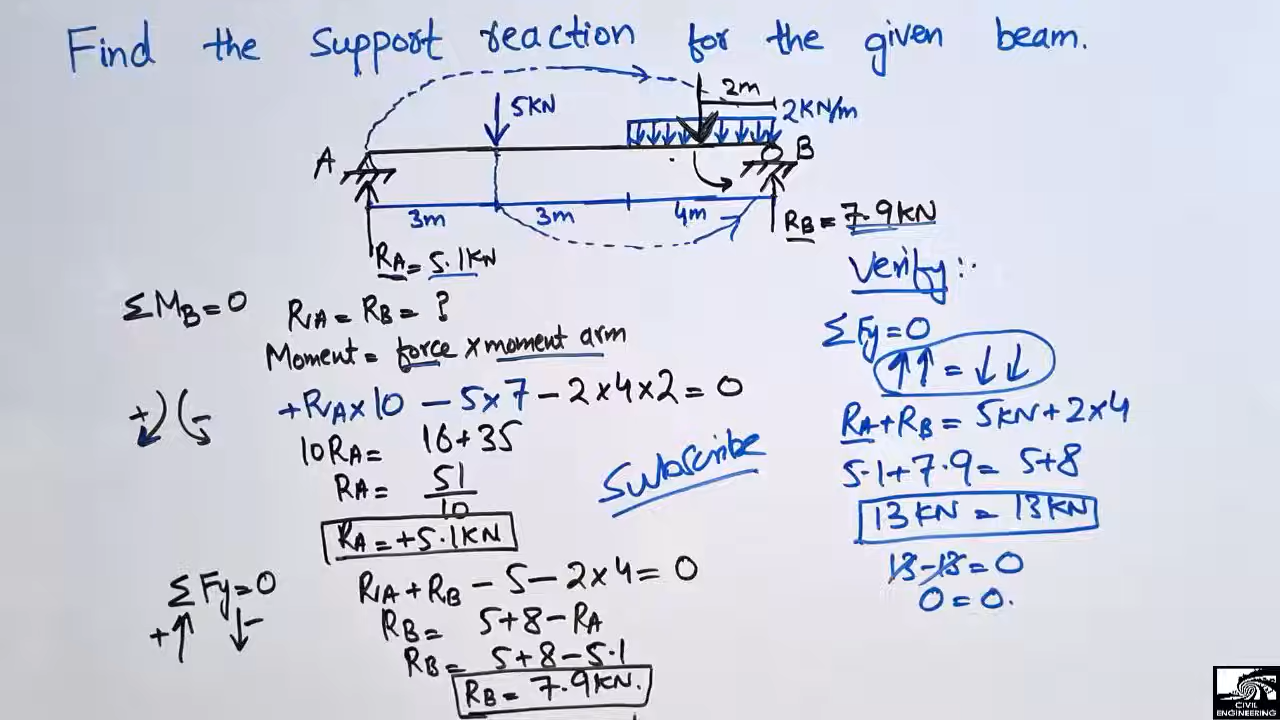 Find the support reaction for the given beam.
2m
5KN
2KN/m
A
B
3m 3m 4m
RB = 7.9KN
RA = 5.1KN
Verify :-
ΣMB=0 RA = RB = ?
Moment = force × moment arm
ΣFy=0
↑↑ = ↓↓
+RA×10 - 5×7 - 2×4×2 = 0
10RA = 16+35
RA = 51/10
RA = +5.1KN
Subscribe
RA+RB = 5KN+2×4
5.1+7.9 = 5+8
13KN = 13KN
13-13=0
0=0.
ΣFy=0 RA+RB - 5 - 2×4 = 0
+↑ ↓-
RB = 5+8-RA
RB = 5+8-5.1
RB = 7.9KN.
CIVIL
ENGINEERING